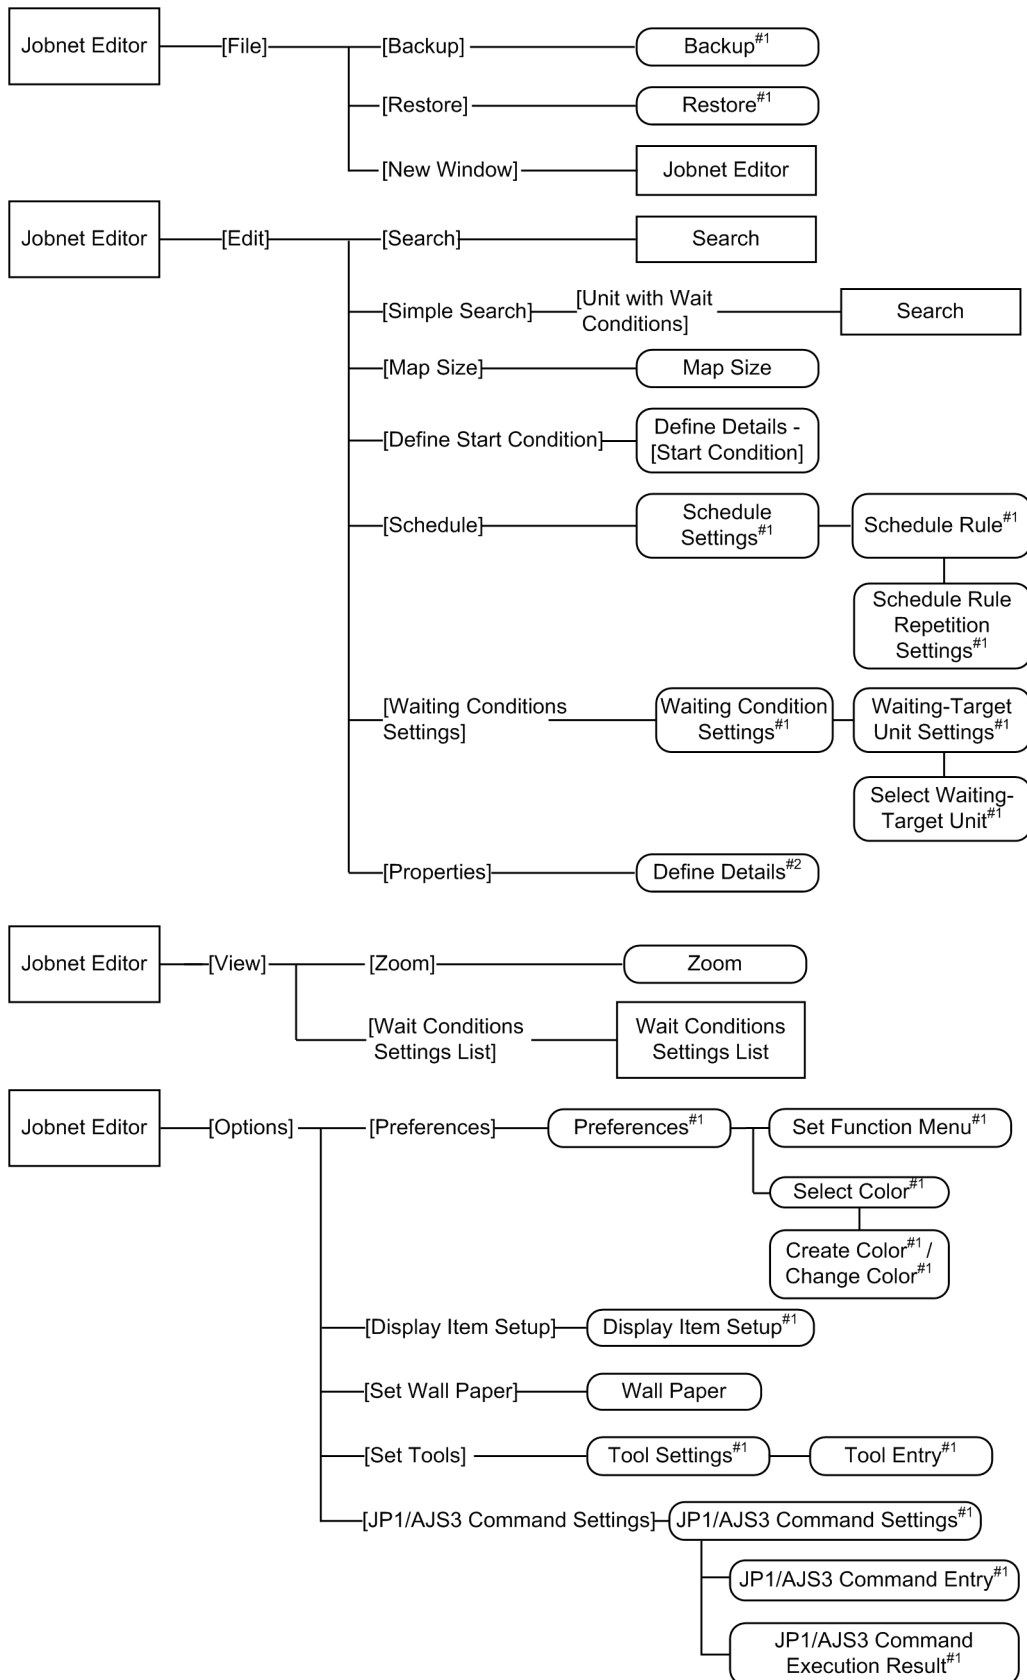 Jobnet Editor [File] [Backup] Backup#1
[Restore] Restore#1
[New Window] Jobnet Editor
Jobnet Editor [Edit] [Search] Search
[Simple Search] [Unit with Wait
Conditions] Search
[Map Size] Map Size
[Define Start Condition] Define Details -
[Start Condition]
[Schedule] Schedule
Settings#1 Schedule Rule#1
Schedule Rule
Repetition
Settings#1
[Waiting Conditions
Settings] Waiting Condition
Settings#1 Waiting-Target
Unit Settings#1
Select Waiting-
Target Unit#1
[Properties] Define Details#2
Jobnet Editor [View] [Zoom] Zoom
[Wait Conditions
Settings List] Wait Conditions
Settings List
Jobnet Editor [Options] [Preferences] Preferences#1 Set Function Menu#1
Select Color#1
Create Color#1 /
Change Color#1
[Display Item Setup] Display Item Setup#1
[Set Wall Paper] Wall Paper
[Set Tools] Tool Settings#1 Tool Entry#1
[JP1/AJS3 Command Settings] JP1/AJS3 Command Settings#1
JP1/AJS3 Command Entry#1
JP1/AJS3 Command
Execution Result#1